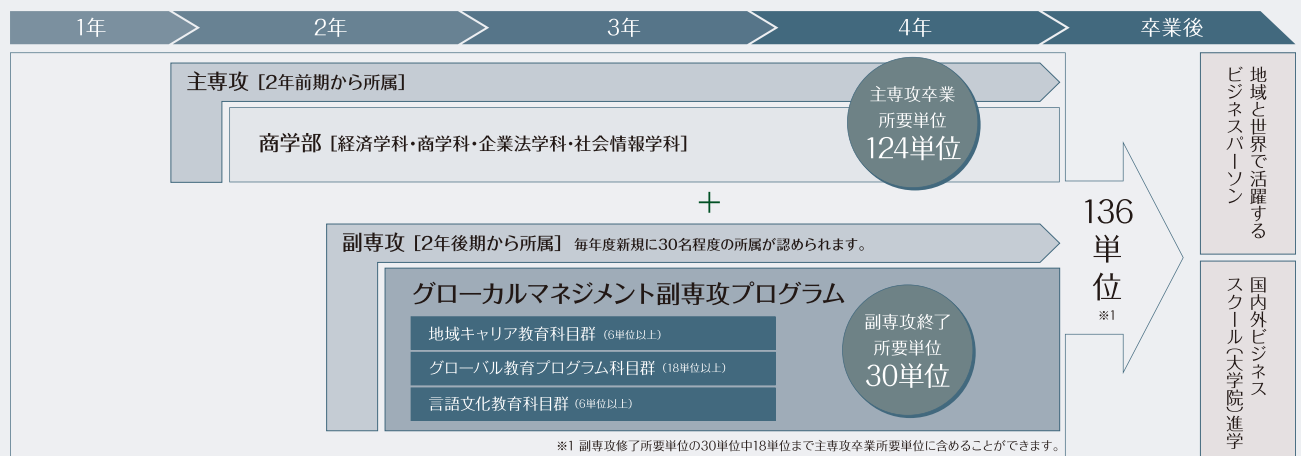 1年
2年
3年
4年
卒業後
主専攻 [2年前期から所属]
商学部 [経済学科・商学科・企業法学科・社会情報学科]
主専攻卒業
所要単位
124単位
+
副専攻 [2年後期から所属] 毎年度新規に30名程度の所属が認められます。
グローカルマネジメント副専攻プログラム
地域キャリア教育科目群 (6単位以上)
グローバル教育プログラム科目群 (18単位以上)
言語文化教育科目群 (6単位以上)
副専攻終了
所要単位
30単位
※1 副専攻修了所要単位の30単位中18単位まで主専攻卒業所要単位に含めることができます。
136
単
位
※1
地域と世界で活躍する
ビジネスパーソン
国内外ビジネス
スクール(大学院)進学